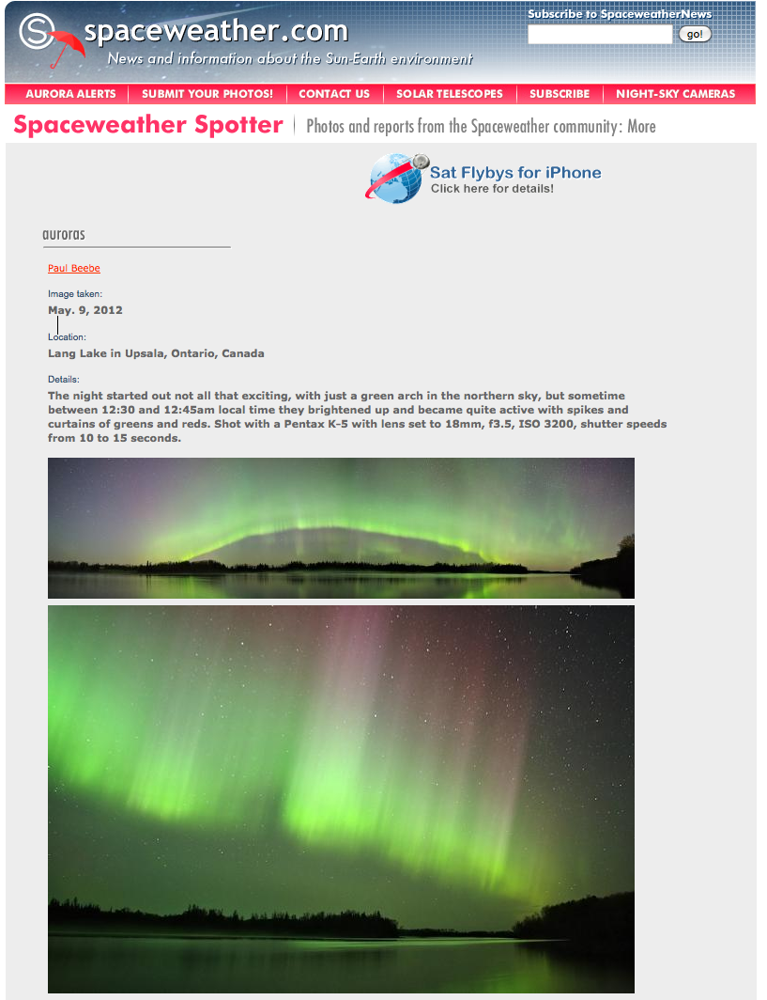 S spaceweather.com
Subscribe to SpaceweatherNews
go!
News and information about the Sun-Earth environment
AURORA ALERTS SUBMIT YOUR PHOTOS! CONTACT US SOLAR TELESCOPES SUBSCRIBE NIGHT-SKY CAMERAS
Spaceweather Spotter Photos and reports from the Spaceweather community: More
Sat Flybys for iPhone
Click here for details!
auroras
Paul Beebe
Image taken:
May. 9, 2012
Location:
Lang Lake in Upsala, Ontario, Canada
Details:
The night started out not all that exciting, with just a green arch in the northern sky, but sometime
between 12:30 and 12:45am local time they brightened up and became quite active with spikes and
curtains of greens and reds. Shot with a Pentax K-5 with lens set to 18mm, f3.5, ISO 3200, shutter speeds
from 10 to 15 seconds.